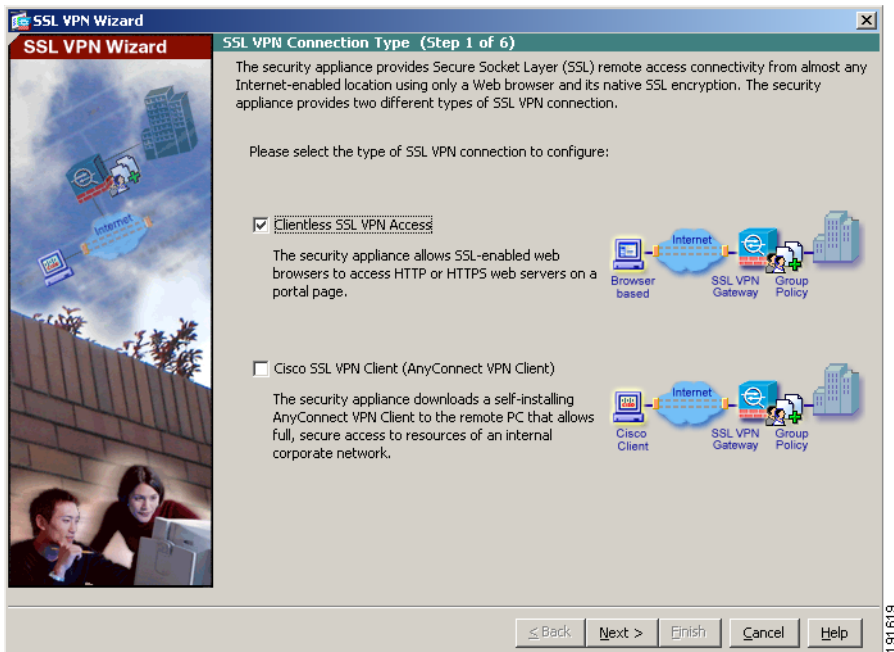 SSL VPN Wizard
SSL VPN Wizard
SSL VPN Connection Type (Step 1 of 6)
The security appliance provides Secure Socket Layer (SSL) remote access connectivity from almost any
Internet-enabled location using only a Web browser and its native SSL encryption. The security
appliance provides two different types of SSL VPN connection.
Please select the type of SSL VPN connection to configure:
Internet
Clientless SSL VPN Access
The security appliance allows SSL-enabled web
browsers to access HTTP or HTTPS web servers on a
portal page.
Internet
Browser based
SSL VPN Gateway
Group Policy
Cisco SSL VPN Client (AnyConnect VPN Client)
The security appliance downloads a self-installing
AnyConnect VPN Client to the remote PC that allows
full, secure access to resources of an internal
corporate network.
Internet
Cisco Client
SSL VPN Gateway
Group Policy
< Back
Next >
Finish
Cancel
Help
191619